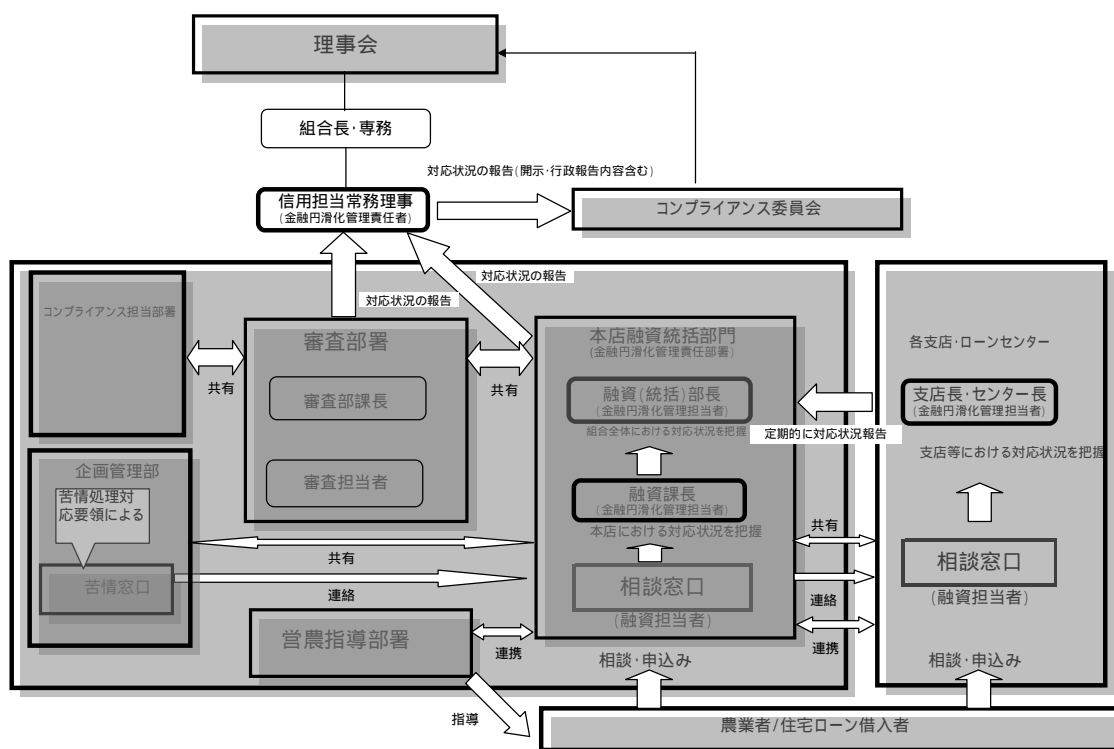 理事会
組合長・専務
対応状況の報告(開示・行政報告内容含む)
信用担当常務理事
(金融円滑化管理責任者)
コンプライアンス委員会
対応状況の報告
対応状況の報告
コンプライアンス担当部署
審査部署
共有
審査部課長
審査担当者
共有
本店融資統括部門
(金融円滑化管理責任部署)
融資(統括)部長
(金融円滑化管理担当者)
組合全体における対応状況を把握
融資課長
(金融円滑化管理担当者)
本店における対応状況を把握
相談窓口
(融資担当者)
各支店・ローンセンター
支店長・センター長
(金融円滑化管理担当者)
定期的に対応状況報告
支店等における対応状況を把握
相談窓口
(融資担当者)
企画管理部
苦情処理対
応要領による
苦情窓口
共有
連絡
共有
連絡
連携
営農指導部署
連携
相談・申込み
相談・申込み
指導
農業者/住宅ローン借入者